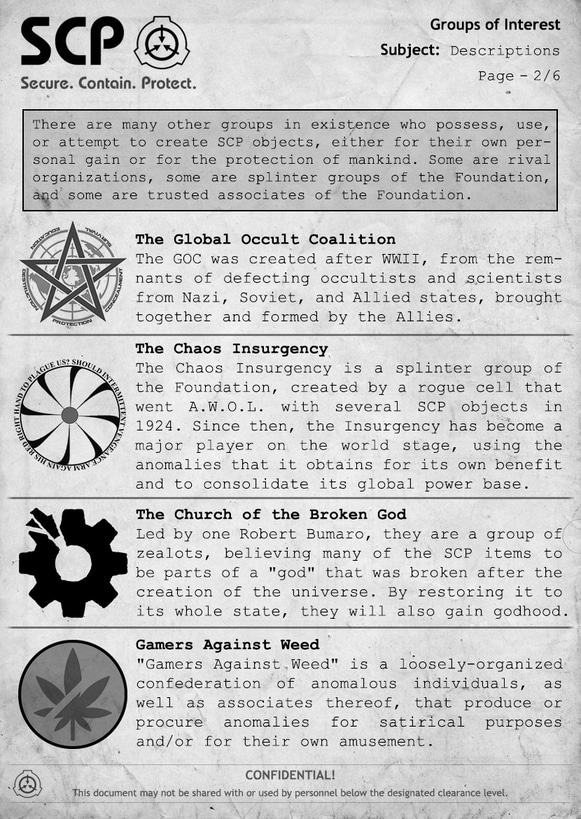 SCP
Secure. Contain. Protect.
Groups of Interest
Subject: Descriptions
Page - 2/6
There are many other groups in existence who possess, use,
or attempt to create SCP objects, either for their own per-
sonal gain or for the protection of mankind. Some are rival
organizations, some are splinter groups of the Foundation,
and some are trusted associates of the Foundation.
EDUCATION
SURVIVAL
DESTRUCTION
PROTECTION
The Global Occult Coalition
The GOC was created after WWII, from the rem-
nants of defecting occultists and scientists
from Nazi, Soviet, and Allied states, brought
together and formed by the Allies.
SHOULD INTERMITTENT VENGEANCE ARM AGAIN HIS RED RIGHT HAND TO PLAGUE US?
The Chaos Insurgency
The Chaos Insurgency is a splinter group of
the Foundation, created by a rogue cell that
went A.W.O.L. with several SCP objects in
1924. Since then, the Insurgency has become a
major player on the world stage, using the
anomalies that it obtains for its own benefit
and to consolidate its global power base.
The Church of the Broken God
Led by one Robert Bumaro, they are a group of
zealots, believing many of the SCP items to
be parts of a "god" that was broken after the
creation of the universe. By restoring it to
its whole state, they will also gain godhood.
Gamers Against Weed
"Gamers Against Weed" is a loosely-organized
confederation of anomalous individuals, as
well as associates thereof, that produce or
procure anomalies for satirical purposes
and/or for their own amusement.
CONFIDENTIAL!
This document may not be shared with or used by personnel below the designated clearance level.